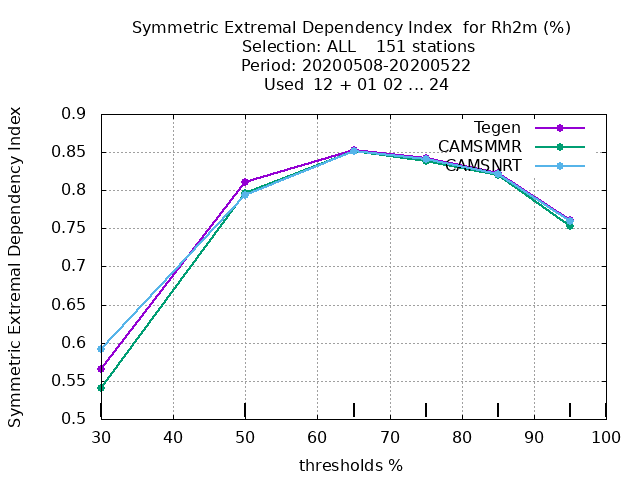 Symmetric Extremal Dependency Index  for Rh2m (%)
Selection: ALL    151 stations
Period: 20200508-20200522
Used  12 + 01 02 ... 24
Symmetric Extremal Dependency Index
0.9
0.85
0.8
0.75
0.7
0.65
0.6
0.55
0.5
Tegen
CAMSMMR
CAMSNRT
30 40 50 60 70 80 90 100
thresholds %